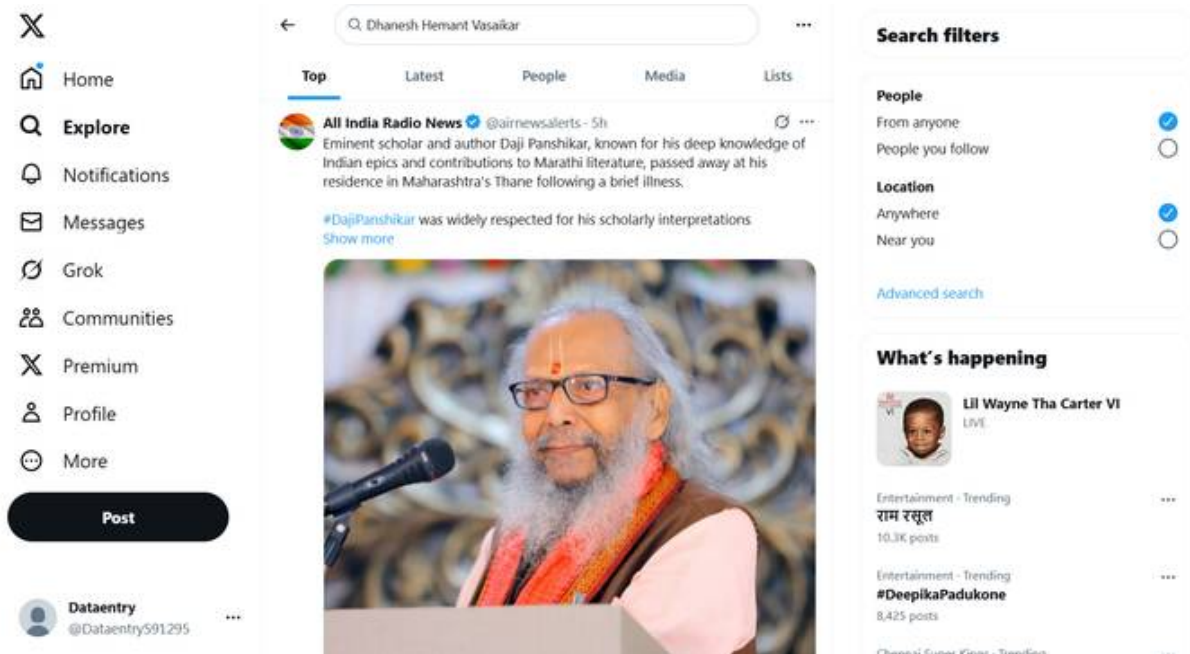 Home
Explore
Notifications
Messages
Grok
Communities
Premium
Profile
More
Post
Dataentry
@DataentryS91295
Dhanesh Hemant Vasaikar
Top
Latest
People
Media
Lists
All India Radio News @airnewsalerts · 5h
Eminent scholar and author Daji Panshikar, known for his deep knowledge of
Indian epics and contributions to Marathi literature, passed away at his
residence in Maharashtra's Thane following a brief illness.
#DajiPanshikar was widely respected for his scholarly interpretations
Show more
Search filters
People
From anyone
People you follow
Location
Anywhere
Near you
Advanced search
What's happening
Lil Wayne Tha Carter VI
LIVE
Entertainment · Trending
राम रसूल
10.3K posts
Entertainment · Trending
#DeepikaPadukone
8,425 posts
Chennai Super Kings · Trending